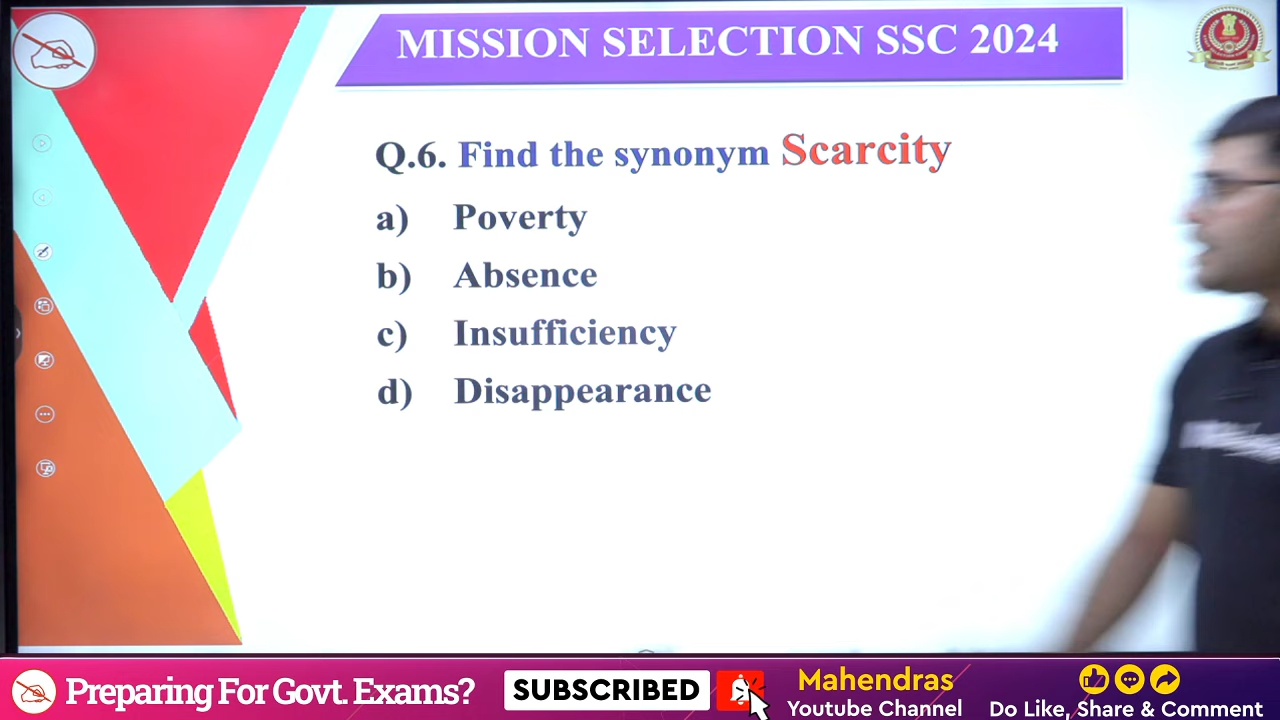 MISSION SELECTION SSC 2024
Q.6. Find the synonym Scarcity
a) Poverty
b) Absence
c) Insufficiency
d) Disappearance
Preparing For Govt. Exams?
SUBSCRIBED
Mahendras
Youtube Channel
Do Like, Share & Comment